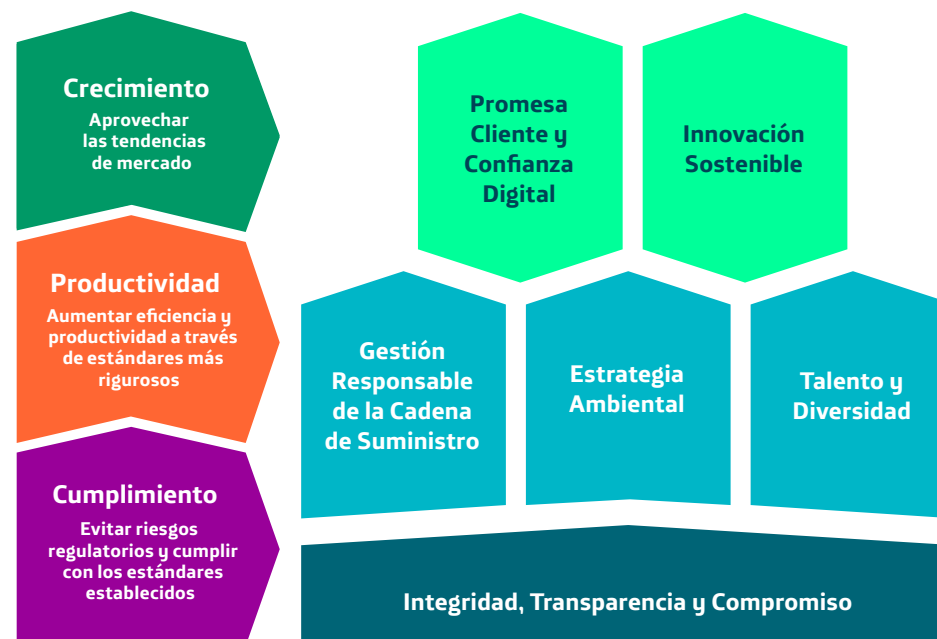 Crecimiento
Aprovechar
las tendencias
de mercado
Promesa
Cliente y
Confianza
Digital
Innovación
Sostenible
Productividad
Aumentar eficiencia y
productividad a través
de estándares más
rigurosos
Gestión
Responsable
de la Cadena
de Suministro
Estrategia
Ambiental
Talento y
Diversidad
Cumplimiento
Evitar riesgos
regulatorios y cumplir
con los estándares
establecidos
Integridad, Transparencia y Compromiso